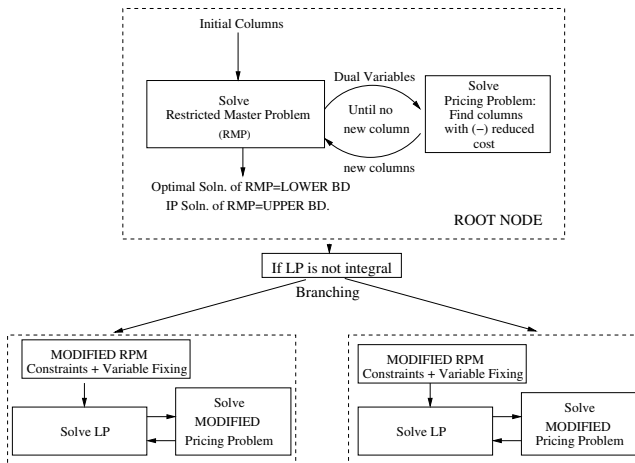 Initial Columns
Solve
Restricted Master Problem
(RMP)
Dual Variables
Until no
new column
new columns
Solve
Pricing Problem:
Find columns
with (−) reduced
cost
Optimal Soln. of RMP=LOWER BD
IP Soln. of RMP=UPPER BD.
ROOT NODE
If LP is not integral
Branching
MODIFIED RPM
Constraints + Variable Fixing
Solve LP
Solve
MODIFIED
Pricing Problem
MODIFIED RPM
Constraints + Variable Fixing
Solve LP
Solve
MODIFIED
Pricing Problem